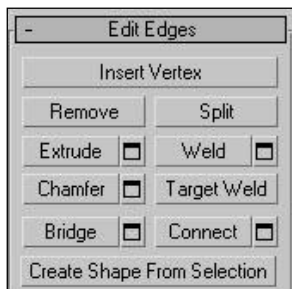 - Edit Edges
Insert Vertex
Remove Split
Extrude Weld
Chamfer Target Weld
Bridge Connect
Create Shape From Selection